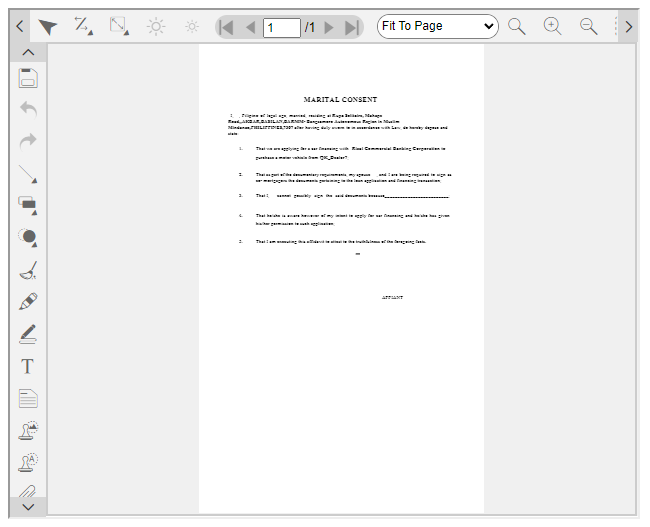 1 /1 Fit To Page
MARITAL CONSENT
I, , Filipino of legal age, married, residing at Rupa Selikoire, Mahogo
Road,,AKBAR,BASILAN,BARMM- Bangsamoro Autonomous Region in Muslim
Mindanao,PHILIPPINES,7307 after having duly sworn to in accordance with Law, do hereby depose and
state:
1. That we are applying for a car financing with Rizal Commercial Banking Corporation to
purchase a motor vehicle from QK_Dealer7;
2. That as part of the documentary requirements, my spouse , and I are being required to sign as
co- mortgagors the documents pertaining to the loan application and financing transaction;
3. That I, cannot possibly sign the said documents because_________________________;
4. That he/she is aware however of my intent to apply for car financing and he/she has given
his/her permission to such application;
5. That I am executing this affidavit to attest to the truthfulness of the foregoing facts.
AFFIANT
T
A